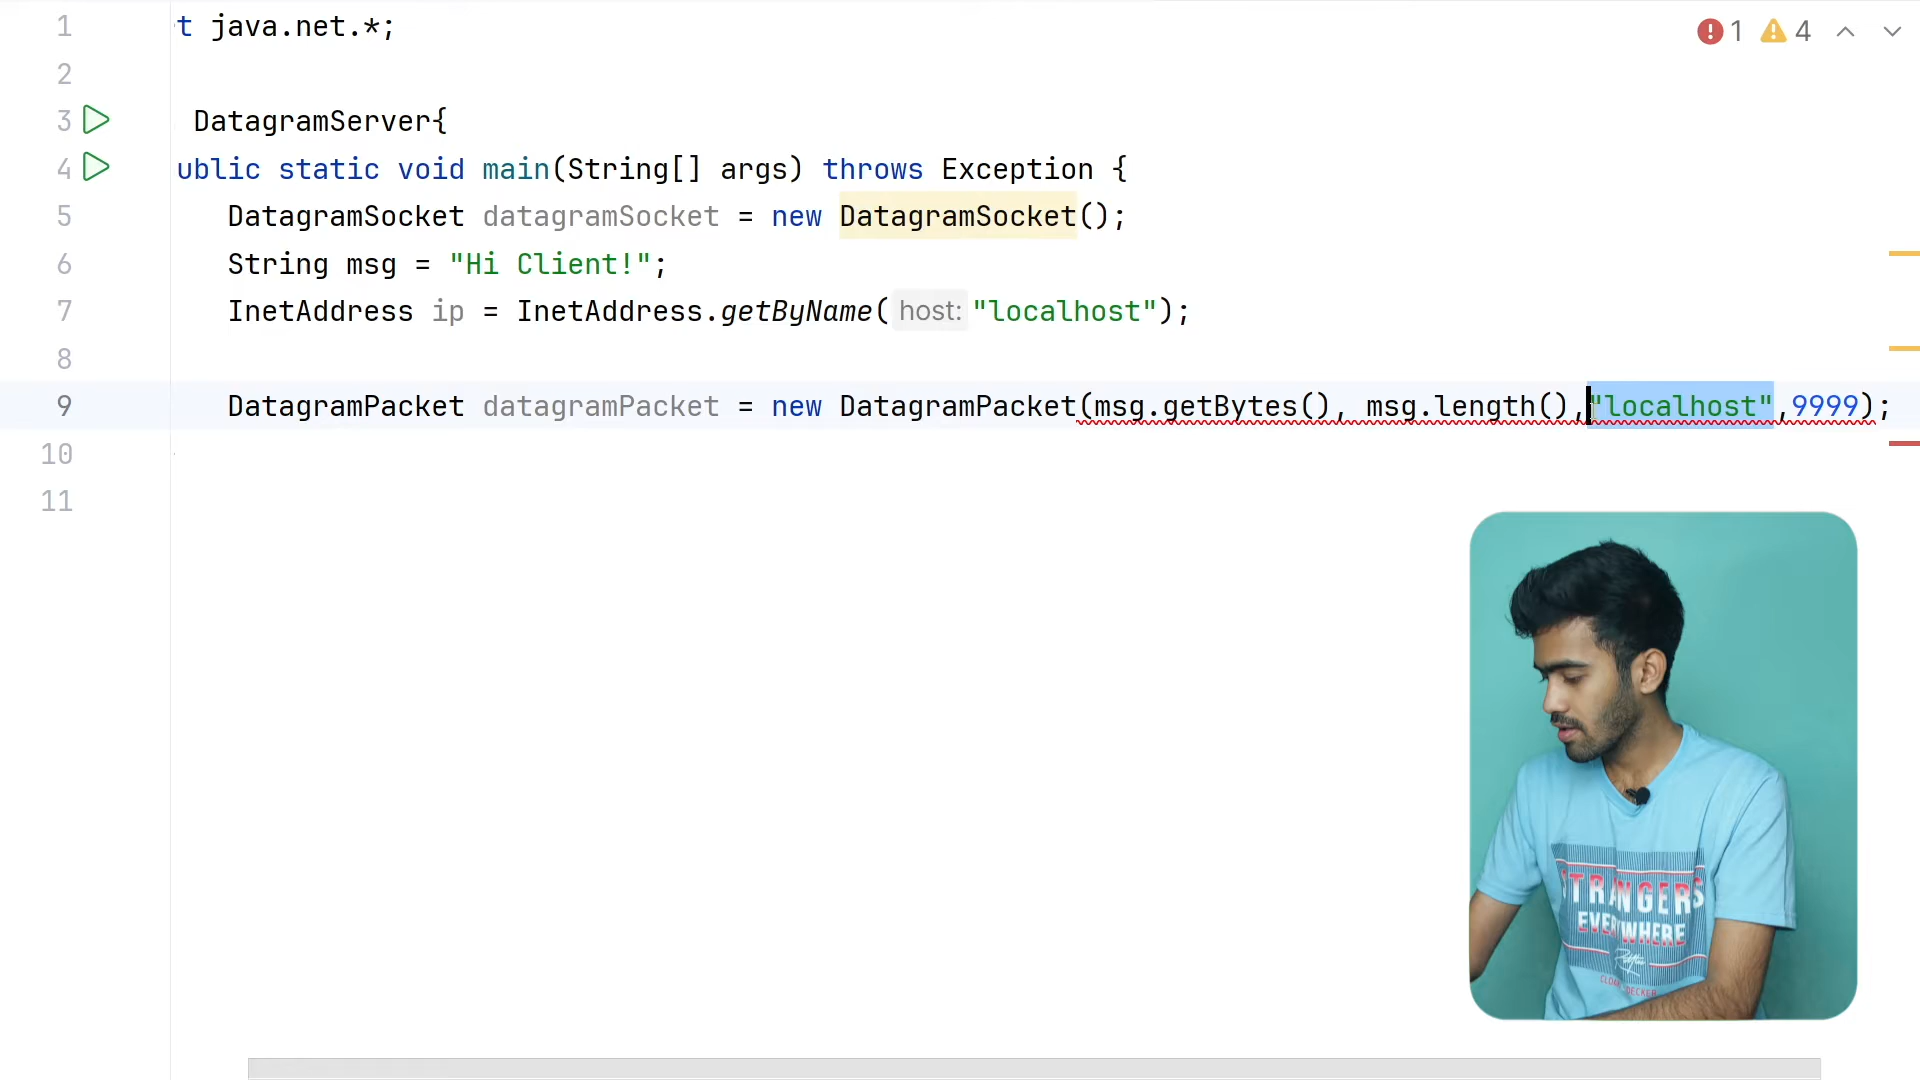 1 t java.net.*;
1 4
2
3 DatagramServer{
4 ublic static void main(String[] args) throws Exception {
5 DatagramSocket datagramSocket = new DatagramSocket();
6 String msg = "Hi Client!";
7 InetAddress ip = InetAddress.getByName( host: "localhost");
8
9 DatagramPacket datagramPacket = new DatagramPacket(msg.getBytes(), msg.length(),"localhost",9999);
10
11
STRANGERS
EVERYWHERE